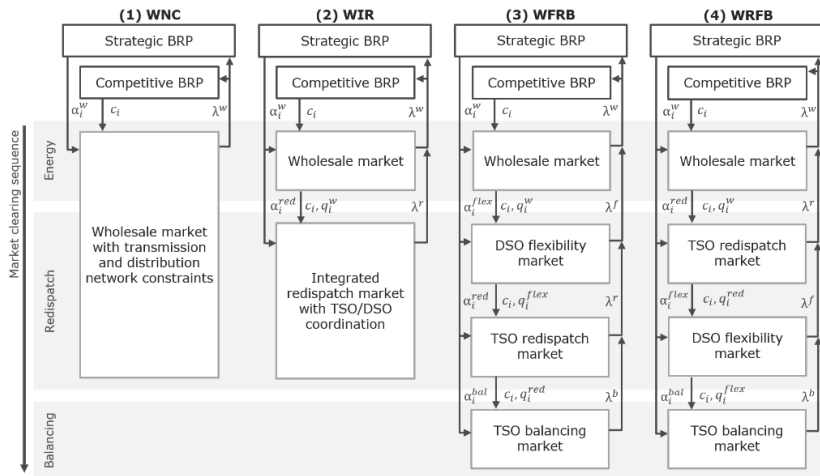 (1) WNC
(2) WIR
(3) WFRB
(4) WRFB
Strategic BRP
Strategic BRP
Strategic BRP
Strategic BRP
Competitive BRP
Competitive BRP
Competitive BRP
Competitive BRP
α_i^w c_i λ^w
α_i^w c_i λ^w
α_i^w c_i λ^w
α_i^w c_i λ^w
Market clearing sequence
Energy
Redispatch
Balancing
Wholesale market
with transmission
and distribution
network constraints
Wholesale market
α_i^red c_i, q_i^w λ^r
Integrated
redispatch market
with TSO/DSO
coordination
Wholesale market
α_i^flex c_i, q_i^w λ^f
DSO flexibility
market
α_i^red c_i, q_i^flex λ^r
TSO redispatch
market
α_i^bal c_i, q_i^red λ^b
TSO balancing
market
Wholesale market
α_i^red c_i, q_i^w λ^r
TSO redispatch
market
α_i^flex c_i, q_i^red λ^f
DSO flexibility
market
α_i^bal c_i, q_i^flex λ^b
TSO balancing
market